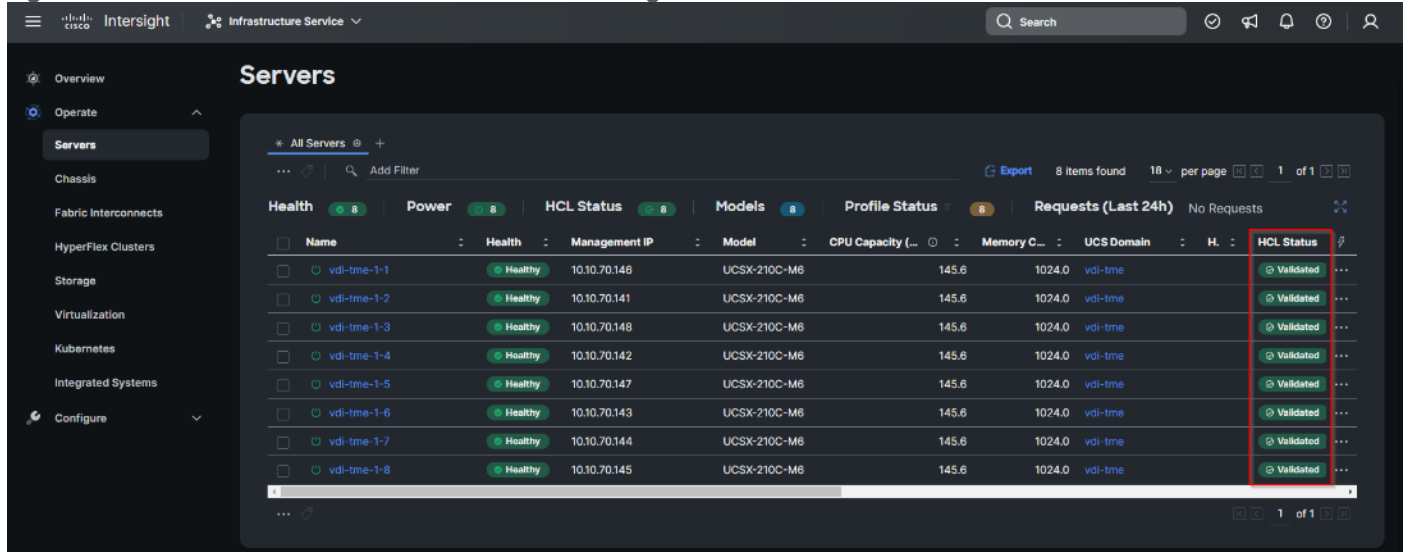 cisco Intersight Infrastructure Service Search
Servers
Overview
Operate
Servers
Chassis
Fabric Interconnects
HyperFlex Clusters
Storage
Virtualization
Kubernetes
Integrated Systems
Configure
All Servers +
... Add Filter Export 8 items found 18 per page 1 of 1
Health 8 Power 8 HCL Status 8 Models 8 Profile Status 8 Requests (Last 24h) No Requests
Name Health Management IP Model CPU Capacity (... Memory C... UCS Domain H. HCL Status
vdi-tme-1-1 Healthy 10.10.70.146 UCSX-210C-M6 145.6 1024.0 vdi-tme Validated ...
vdi-tme-1-2 Healthy 10.10.70.141 UCSX-210C-M6 145.6 1024.0 vdi-tme Validated ...
vdi-tme-1-3 Healthy 10.10.70.148 UCSX-210C-M6 145.6 1024.0 vdi-tme Validated ...
vdi-tme-1-4 Healthy 10.10.70.142 UCSX-210C-M6 145.6 1024.0 vdi-tme Validated ...
vdi-tme-1-5 Healthy 10.10.70.147 UCSX-210C-M6 145.6 1024.0 vdi-tme Validated ...
vdi-tme-1-6 Healthy 10.10.70.143 UCSX-210C-M6 145.6 1024.0 vdi-tme Validated ...
vdi-tme-1-7 Healthy 10.10.70.144 UCSX-210C-M6 145.6 1024.0 vdi-tme Validated ...
vdi-tme-1-8 Healthy 10.10.70.145 UCSX-210C-M6 145.6 1024.0 vdi-tme Validated ...
... 1 of 1